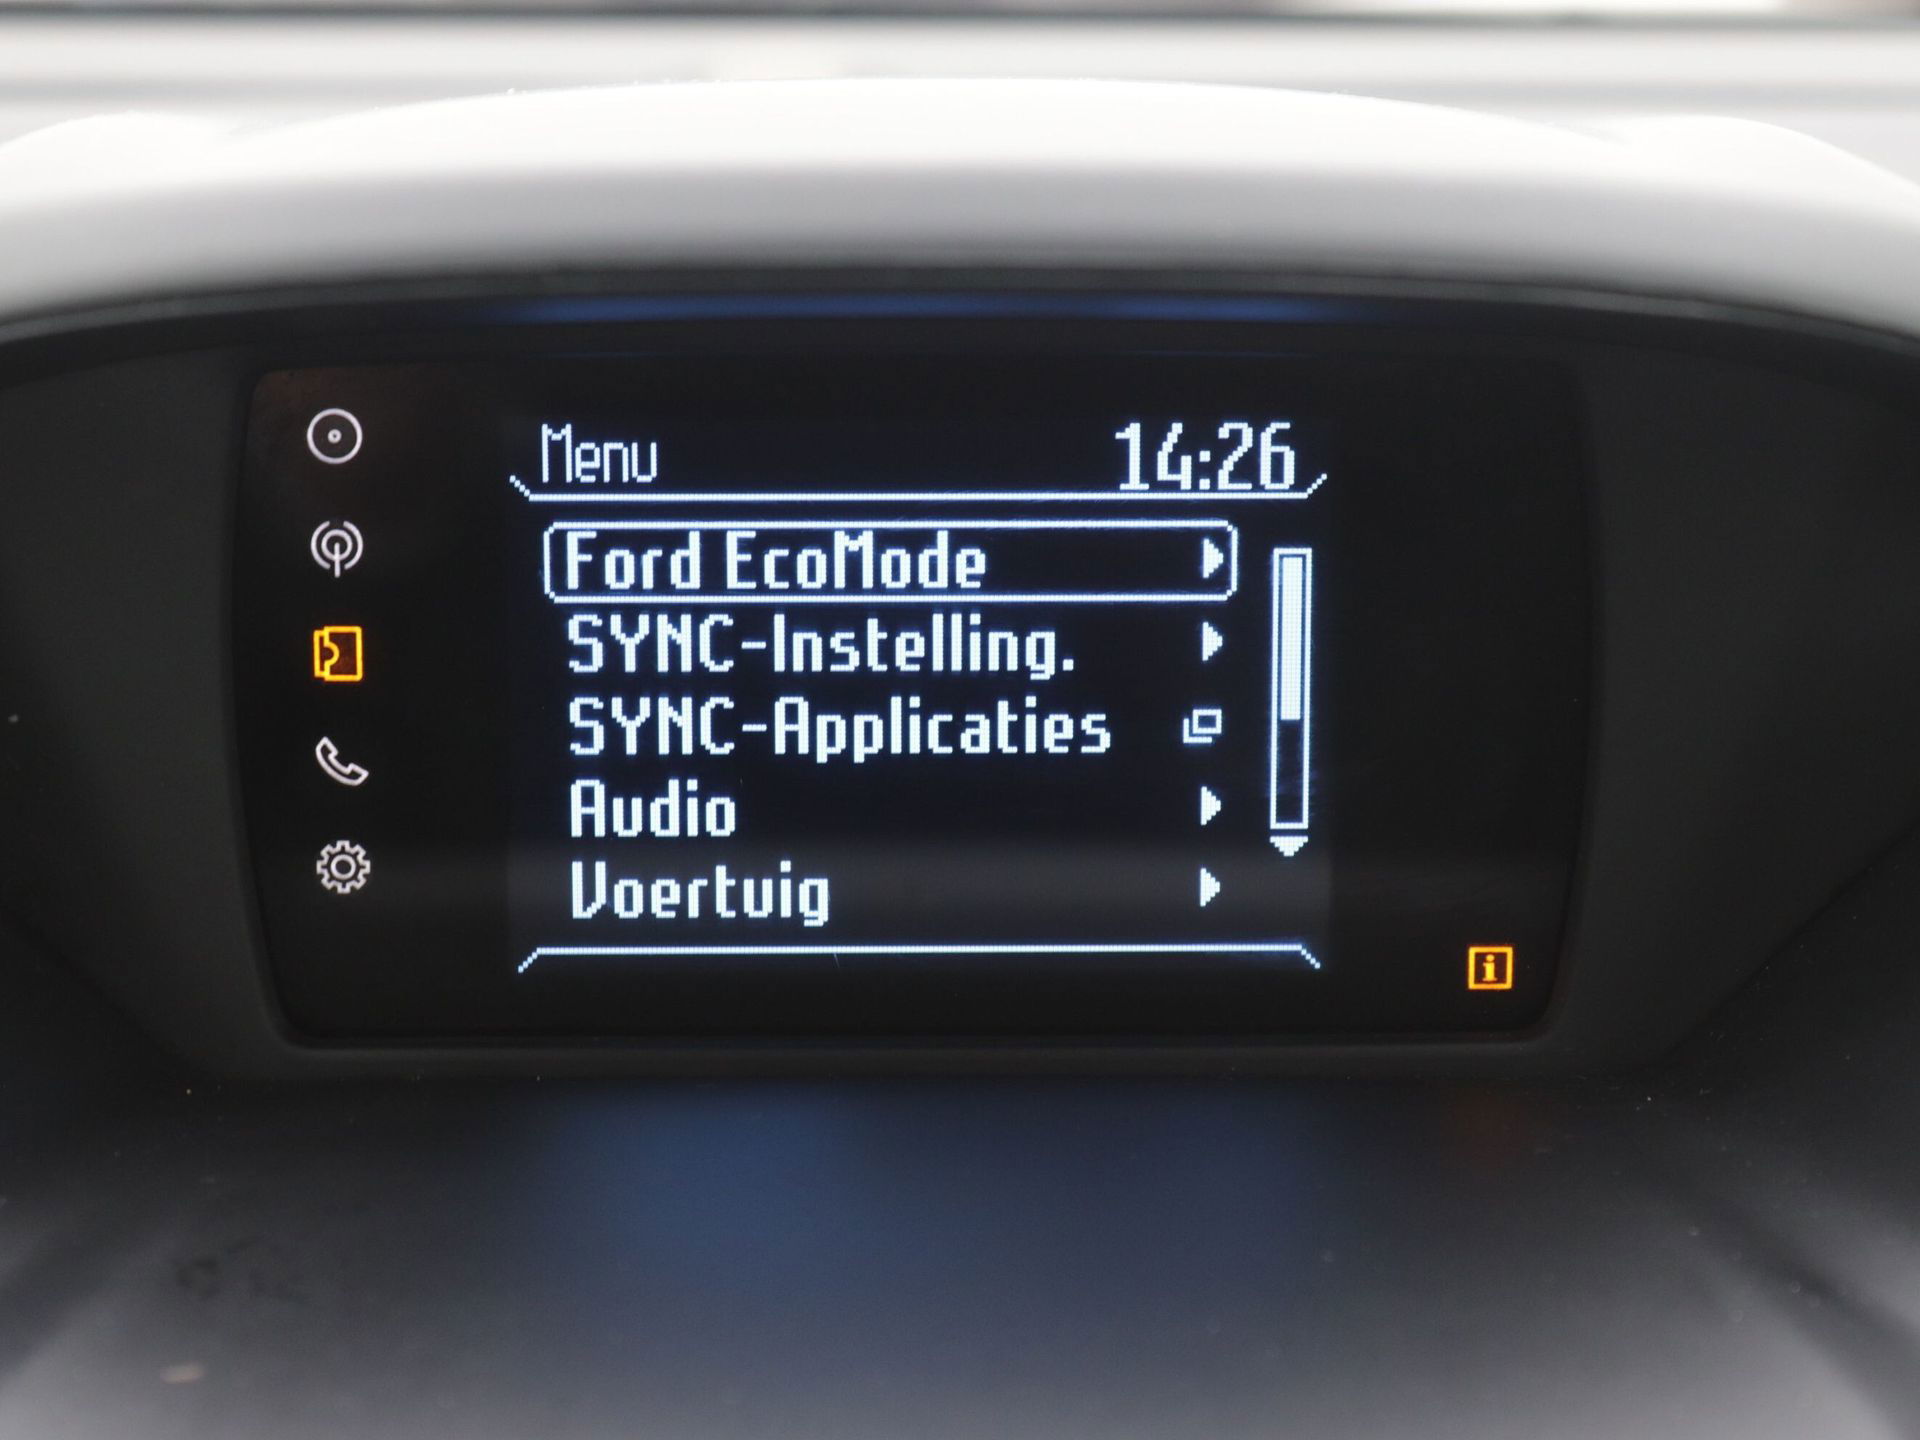 Menu 14:26
Ford EcoMode
SYNC-Instelling.
SYNC-Applicaties
Audio
Voertuig
i